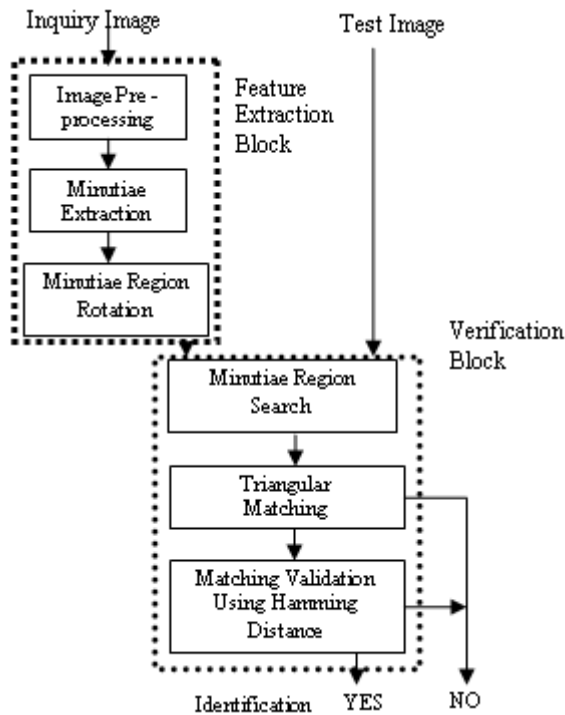 Inquiry Image
Test Image
Image Pre -
processing
Feature
Extraction
Block
Minutiae
Extraction
Minutiae Region
Rotation
Verification
Block
Minutiae Region
Search
Triangular
Matching
Matching Validation
Using Hamming
Distance
Identification
YES
NO